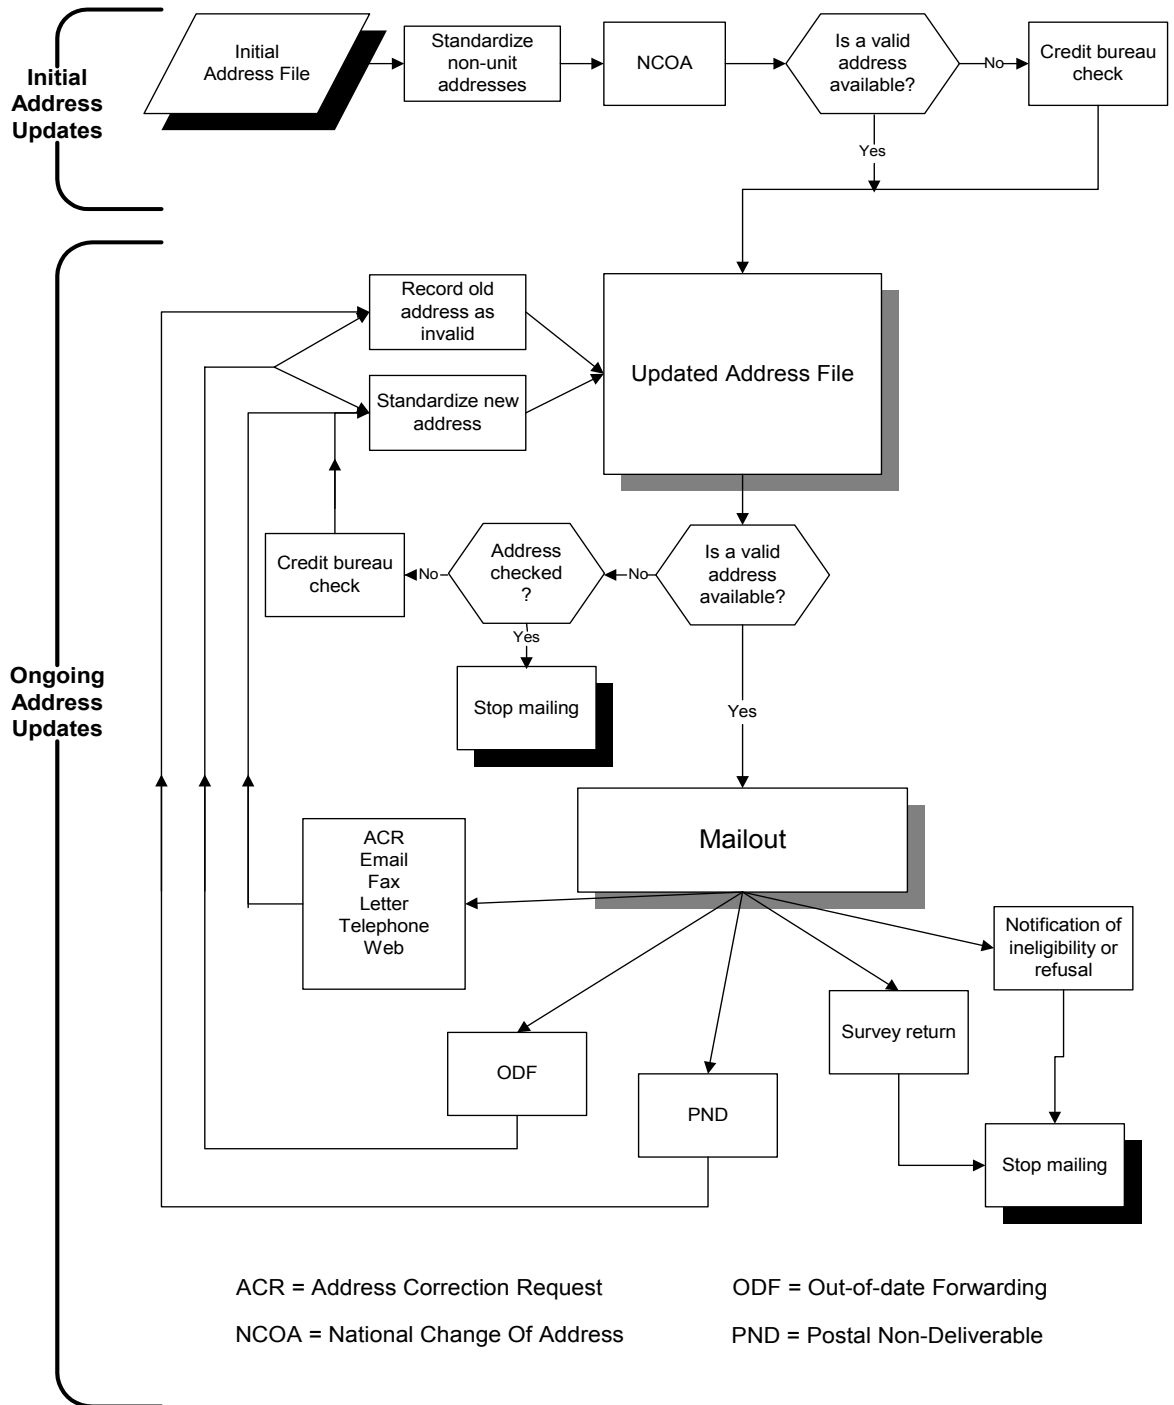 Initial
Address Updates
Initial
Address File
Standardize
non-unit
addresses
NCOA
Is a valid
address
available?
No
Credit bureau
check
Yes
Ongoing
Address
Updates
Record old
address as
invalid
Standardize new
address
Updated Address File
Credit bureau
check
No
Address
checked
?
No
Is a valid
address
available?
Yes
Stop mailing
Yes
Mailout
ACR
Email
Fax
Letter
Telephone
Web
Notification of
ineligibility or
refusal
Survey return
ODF
PND
Stop mailing
ACR = Address Correction Request
ODF = Out-of-date Forwarding
NCOA = National Change Of Address
PND = Postal Non-Deliverable